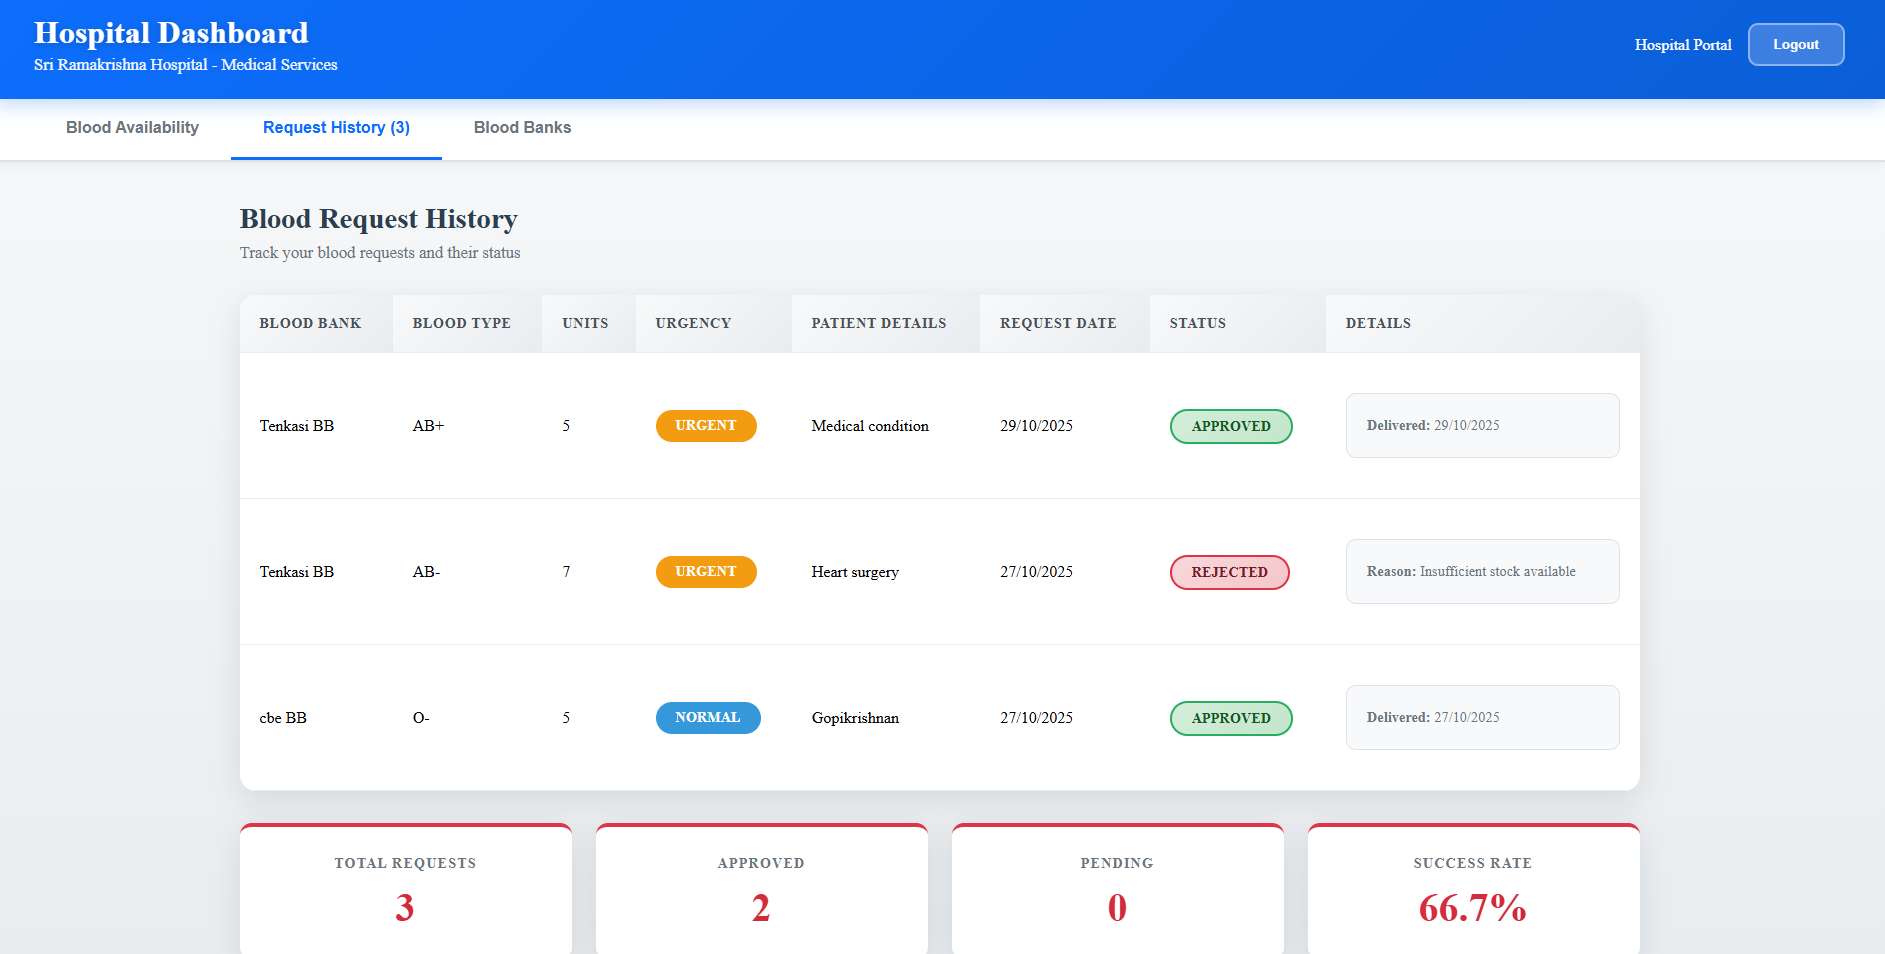 Hospital Dashboard
Sri Ramakrishna Hospital - Medical Services
Hospital Portal
Logout
Blood Availability
Request History (3)
Blood Banks
Blood Request History
Track your blood requests and their status
BLOOD BANK BLOOD TYPE UNITS URGENCY PATIENT DETAILS REQUEST DATE STATUS DETAILS
Tenkasi BB AB+ 5 URGENT Medical condition 29/10/2025 APPROVED Delivered: 29/10/2025
Tenkasi BB AB- 7 URGENT Heart surgery 27/10/2025 REJECTED Reason: Insufficient stock available
cbe BB O- 5 NORMAL Gopikrishnan 27/10/2025 APPROVED Delivered: 27/10/2025
TOTAL REQUESTS
3
APPROVED
2
PENDING
0
SUCCESS RATE
66.7%